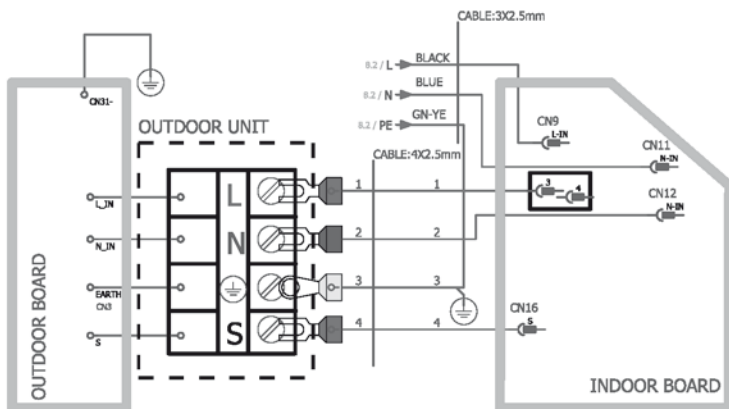 CABLE:3X2.5mm
8.2 / L BLACK
8.2 / N BLUE
8.2 / PE GN-YE
CABLE:4X2.5mm
CN31-
OUTDOOR UNIT
OUTDOOR BOARD
L_IN
N_IN
EARTH
CN3
S
L
N
S
1 1
2 2
3 3
4 4
CN9
L-IN
CN11
N-IN
3 4
CN12
N-IN
CN16
S
INDOOR BOARD